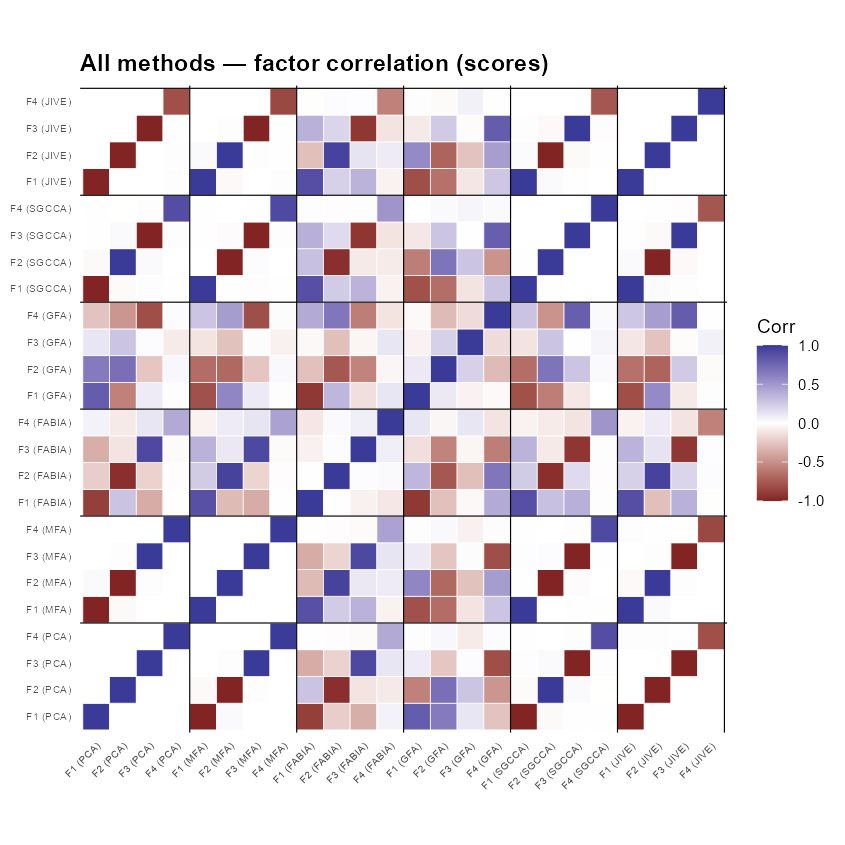 All methods — factor correlation (scores)
F4 (JIVE)
F3 (JIVE)
F2 (JIVE)
F1 (JIVE)
F4 (SGCCA)
F3 (SGCCA)
F2 (SGCCA)
F1 (SGCCA)
F4 (GFA)
F3 (GFA)
F2 (GFA)
F1 (GFA)
F4 (FABIA)
F3 (FABIA)
F2 (FABIA)
F1 (FABIA)
F4 (MFA)
F3 (MFA)
F2 (MFA)
F1 (MFA)
F4 (PCA)
F3 (PCA)
F2 (PCA)
F1 (PCA)
F1 (PCA)
F2 (PCA)
F3 (PCA)
F4 (PCA)
F1 (MFA)
F2 (MFA)
F3 (MFA)
F4 (MFA)
F1 (FABIA)
F2 (FABIA)
F3 (FABIA)
F4 (FABIA)
F1 (GFA)
F2 (GFA)
F3 (GFA)
F4 (GFA)
F1 (SGCCA)
F2 (SGCCA)
F3 (SGCCA)
F4 (SGCCA)
F1 (JIVE)
F2 (JIVE)
F3 (JIVE)
F4 (JIVE)
Corr
1.0
0.5
0.0
-0.5
-1.0